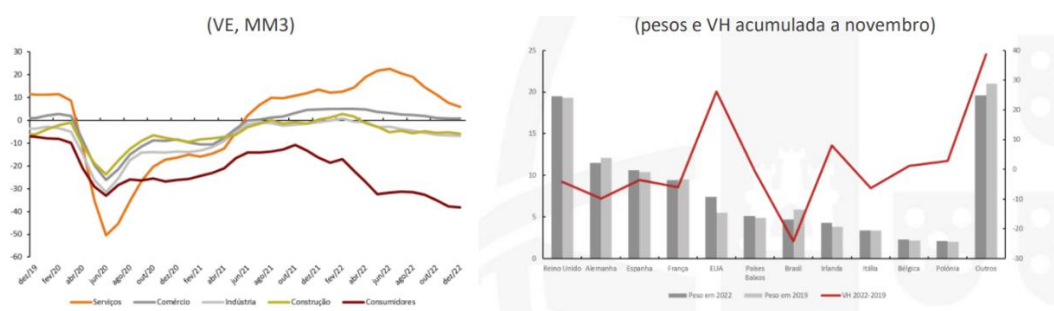 (VE, MM3)
30
20
10
0
-10
-20
-30
-40
-50
-60
dez/19
fev/20
abr/20
jun/20
ago/20
out/20
dez/20
fev/21
abr/21
jun/21
ago/21
out/21
dez/21
fev/22
abr/22
jun/22
ago/22
out/22
dez/22
Serviços Comércio Indústria Construção Consumidores
(pesos e VH acumulada a novembro)
25
20
15
10
5
0
40
30
20
10
0
-10
-20
-30
Reino Unido Alemanha Espanha França EUA Países Baixos Brasil Irlanda Itália Bélgica Polónia Outros
Peso em 2022 Peso em 2019 VH 2022-2019